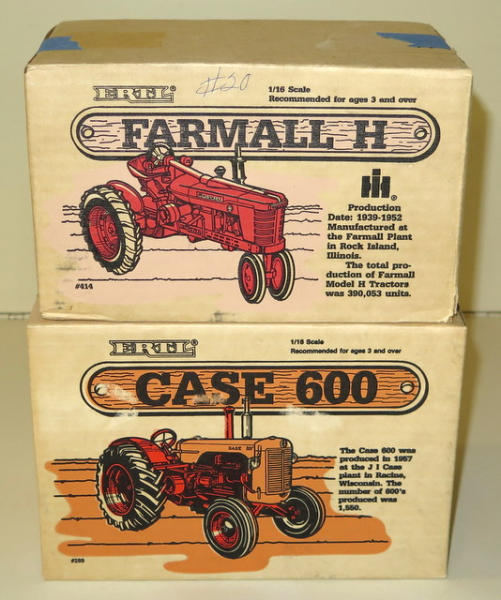 #20
ERTL®
1/16 Scale
Recommended for ages 3 and over
FARMALL H
IH®
Production
Date: 1939-1952
Manufactured at
the Farmall Plant
in Rock Island,
Illinois.
The total pro-
duction of Farmall
Model H Tractors
was 390,053 units.
#414
ERTL®
1/16 Scale
Recommended for ages 3 and over
CASE 600
The Case 600 was
produced in 1957
at the J I Case
plant in Racine,
Wisconsin. The
number of 600's
produced was
1,550.
CASE